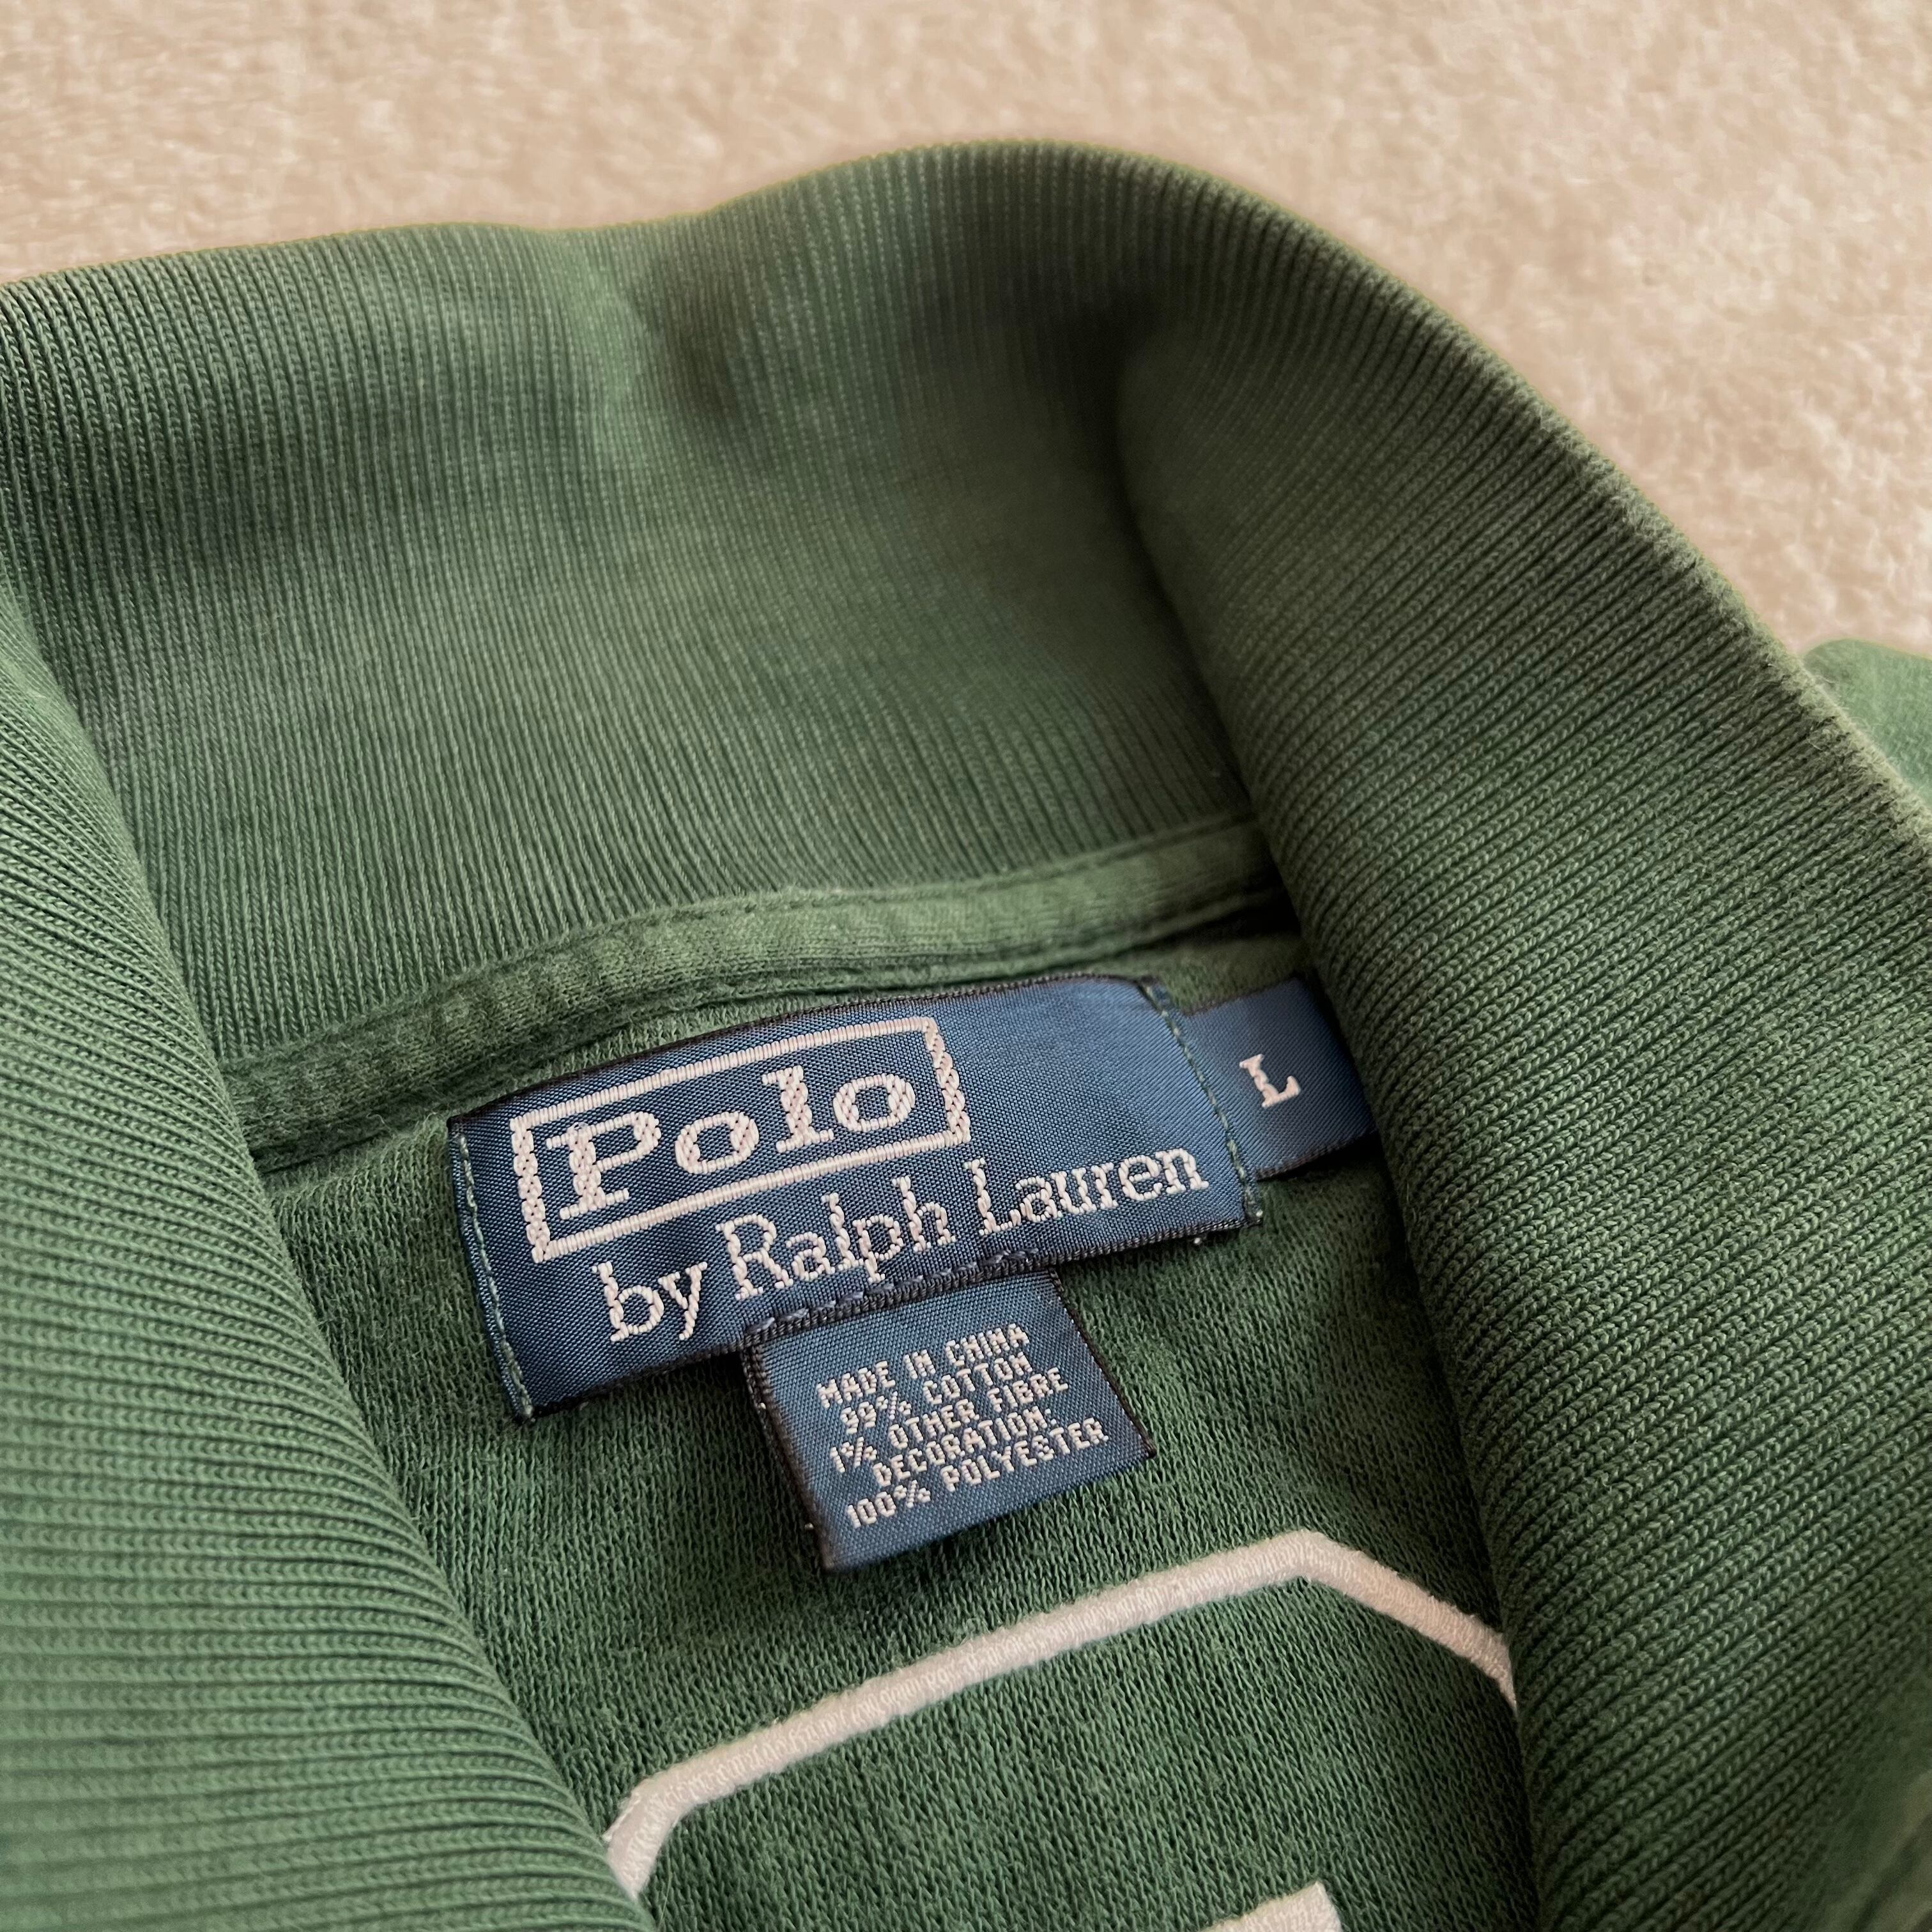 Polo
by Ralph Lauren
L
MADE IN CHINA
99% COTTON
1% OTHER FIBRE
DECORATION:
100% POLYESTER